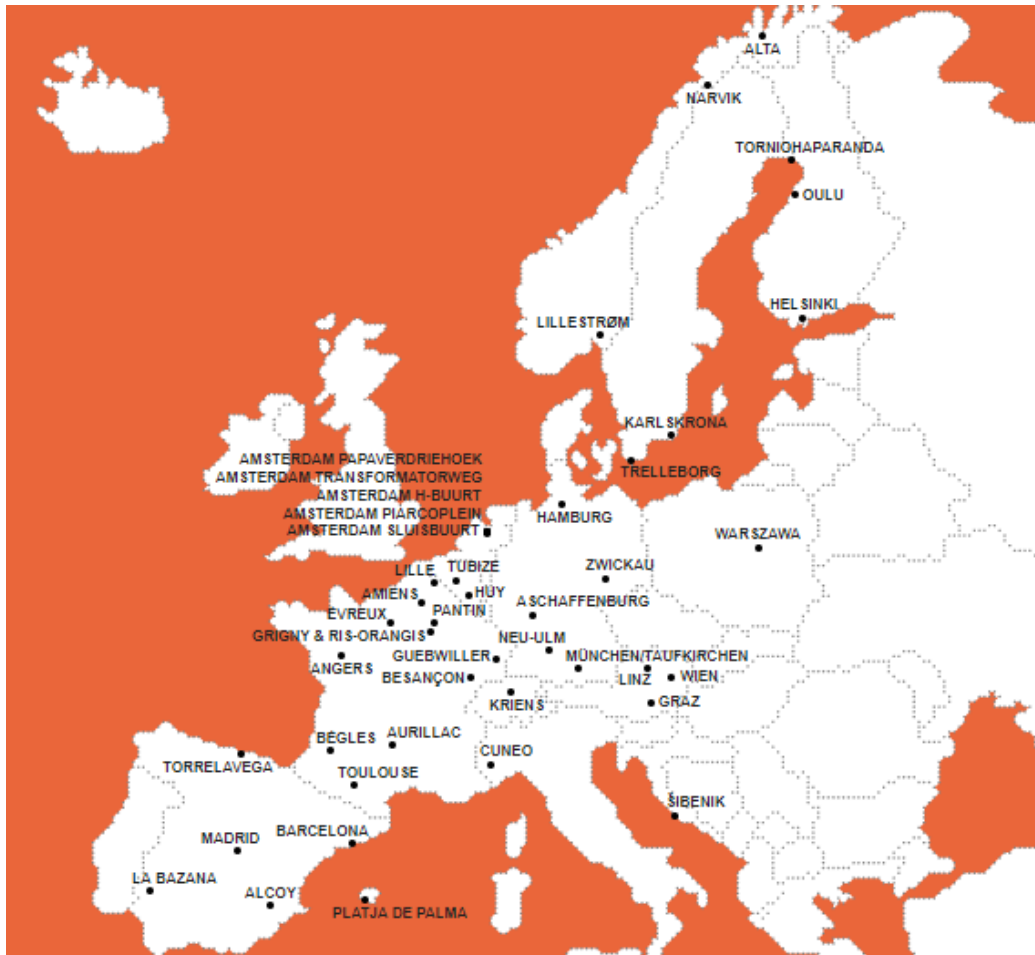 ALTA
NARVIK
TORNIOHAPARANDA
OULU
HELSINKI
LILLESTRØM
KARLSKRONA
AMSTERDAM PAPAVERDRIEHOEK
TRELLEBORG
AMSTERDAM TRANSFORMATORWEG
AMSTERDAM H-BUURT
AMSTERDAM PIARCOPLEIN
HAMBURG
AMSTERDAM SLUISBUURT
WARSZAWA
ZWICKAU
TUBIZE
LILLE
HUY
AMIENS
ASCHAFFENBURG
ÉVREUX
PANTIN
GRIGNY & RIS-ORANGIS
NEU-ULM
GUEBWILLER
MÜNCHEN/TAUFKIRCHEN
ANGERS
BESANÇON
LINZ
WIEN
KRIENS
GRAZ
AURILLAC
BÈGLES
CUNEO
TORRELAVEGA
TOULOUSE
ŠIBENIK
BARCELONA
MADRID
LA BAZANA
ALCOY
PLATJA DE PALMA